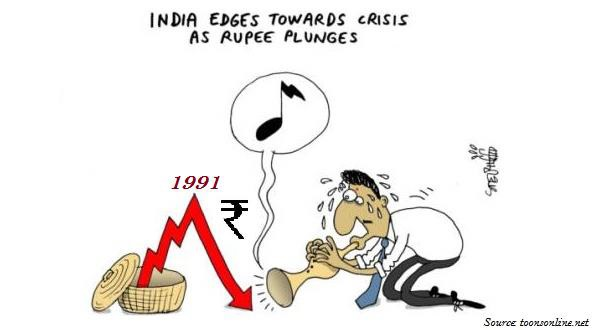 INDIA EDGES TOWARDS CRISIS
AS RUPEE PLUNGES
1991
₹
Source toonsonline.net